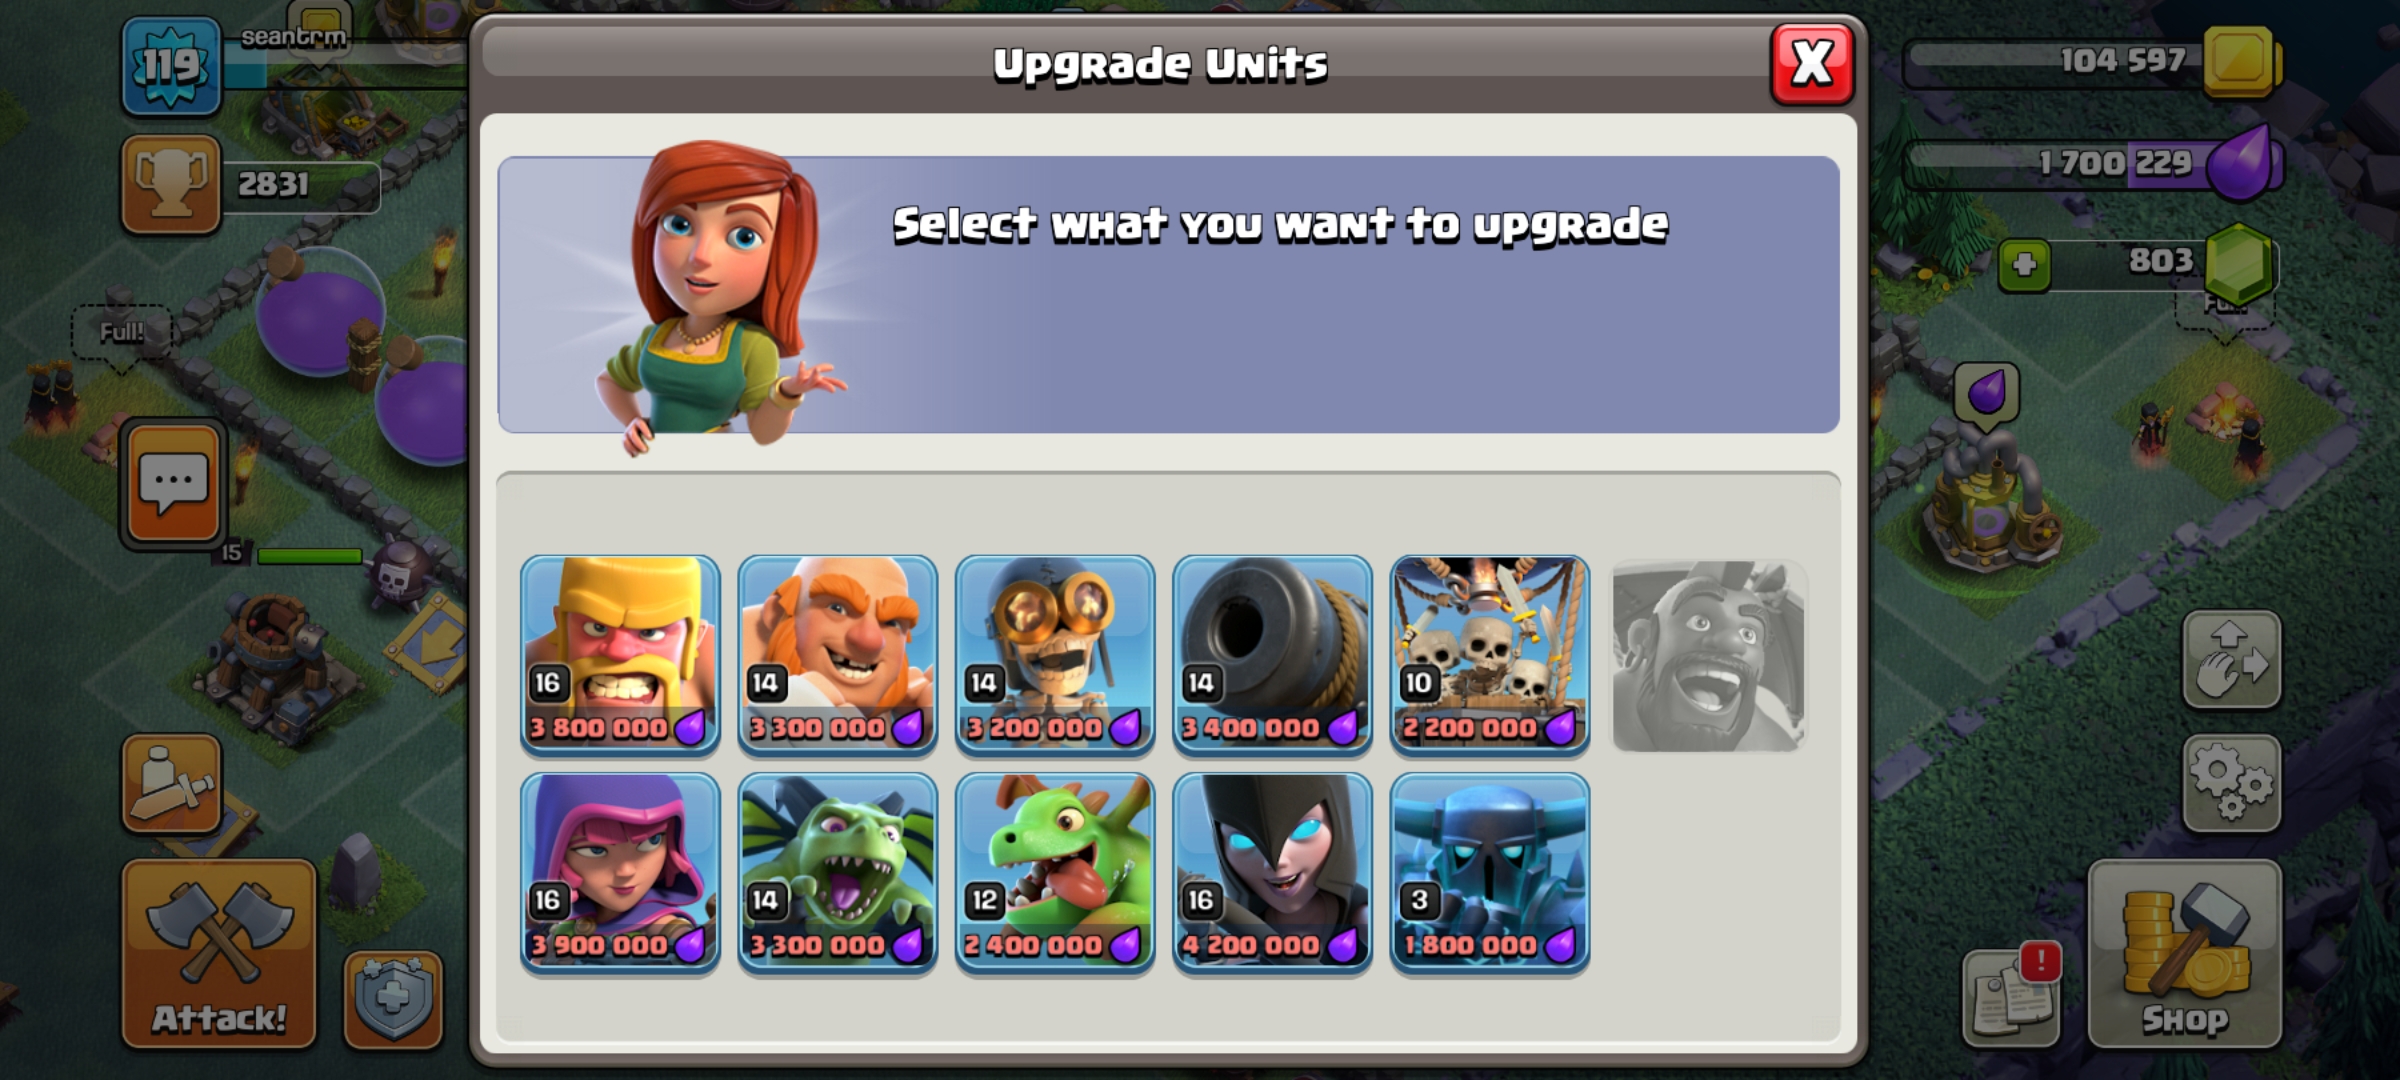 119
seantrm
Upgrade Units
X
104 597
2831
1 700 229
Select what you want to upgrade
803
Full!
15
16
3 800 000
14
3 300 000
14
3 200 000
14
3 400 000
10
2 200 000
16
3 900 000
14
3 300 000
12
2 400 000
16
4 200 000
3
1 800 000
Attack!
!
Shop